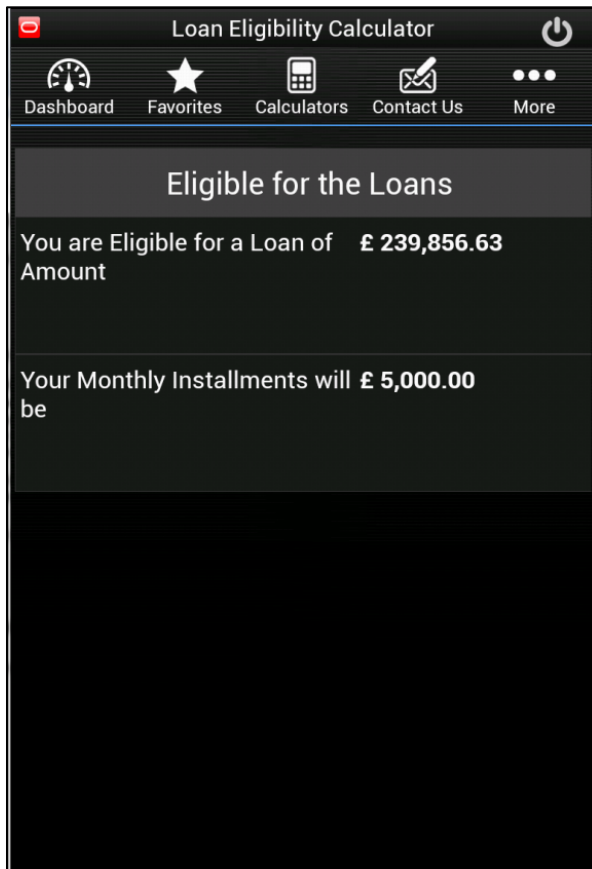 Loan Eligibility Calculator
Dashboard Favorites Calculators Contact Us More
Eligible for the Loans
You are Eligible for a Loan of £ 239,856.63
Amount
Your Monthly Installments will £ 5,000.00
be